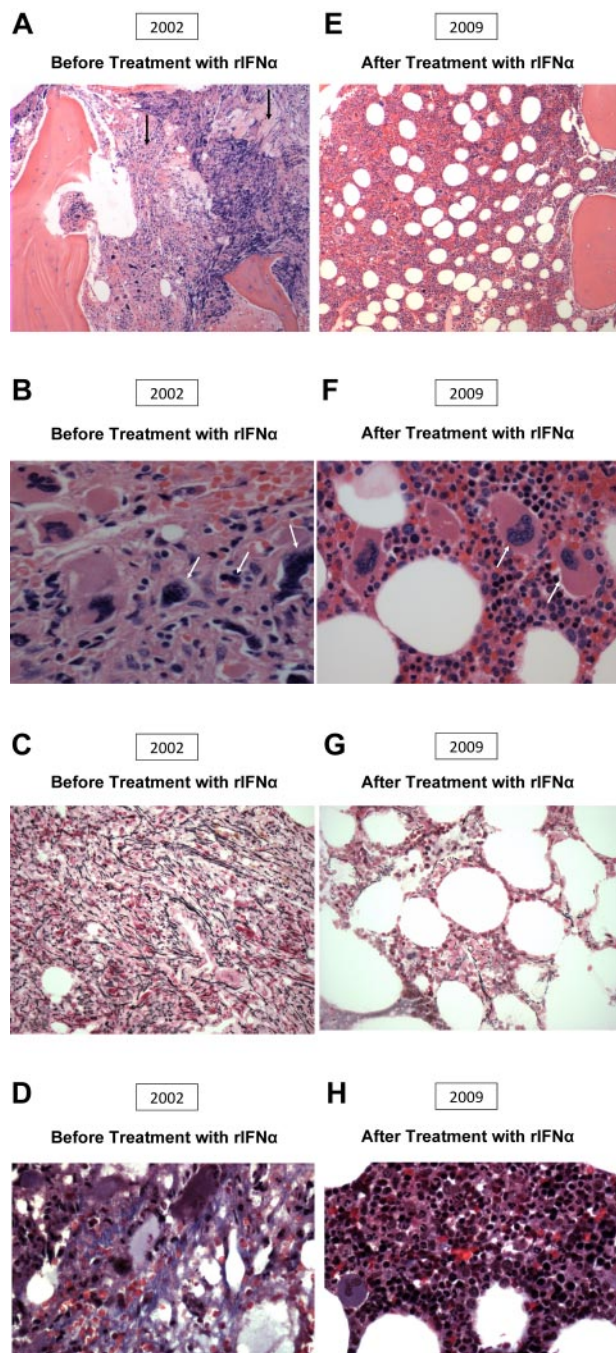 A
2002
Before Treatment with rIFNα
E
2009
After Treatment with rIFNα
B
2002
Before Treatment with rIFNα
F
2009
After Treatment with rIFNα
C
2002
Before Treatment with rIFNα
G
2009
After Treatment with rIFNα
D
2002
Before Treatment with rIFNα
H
2009
After Treatment with rIFNα